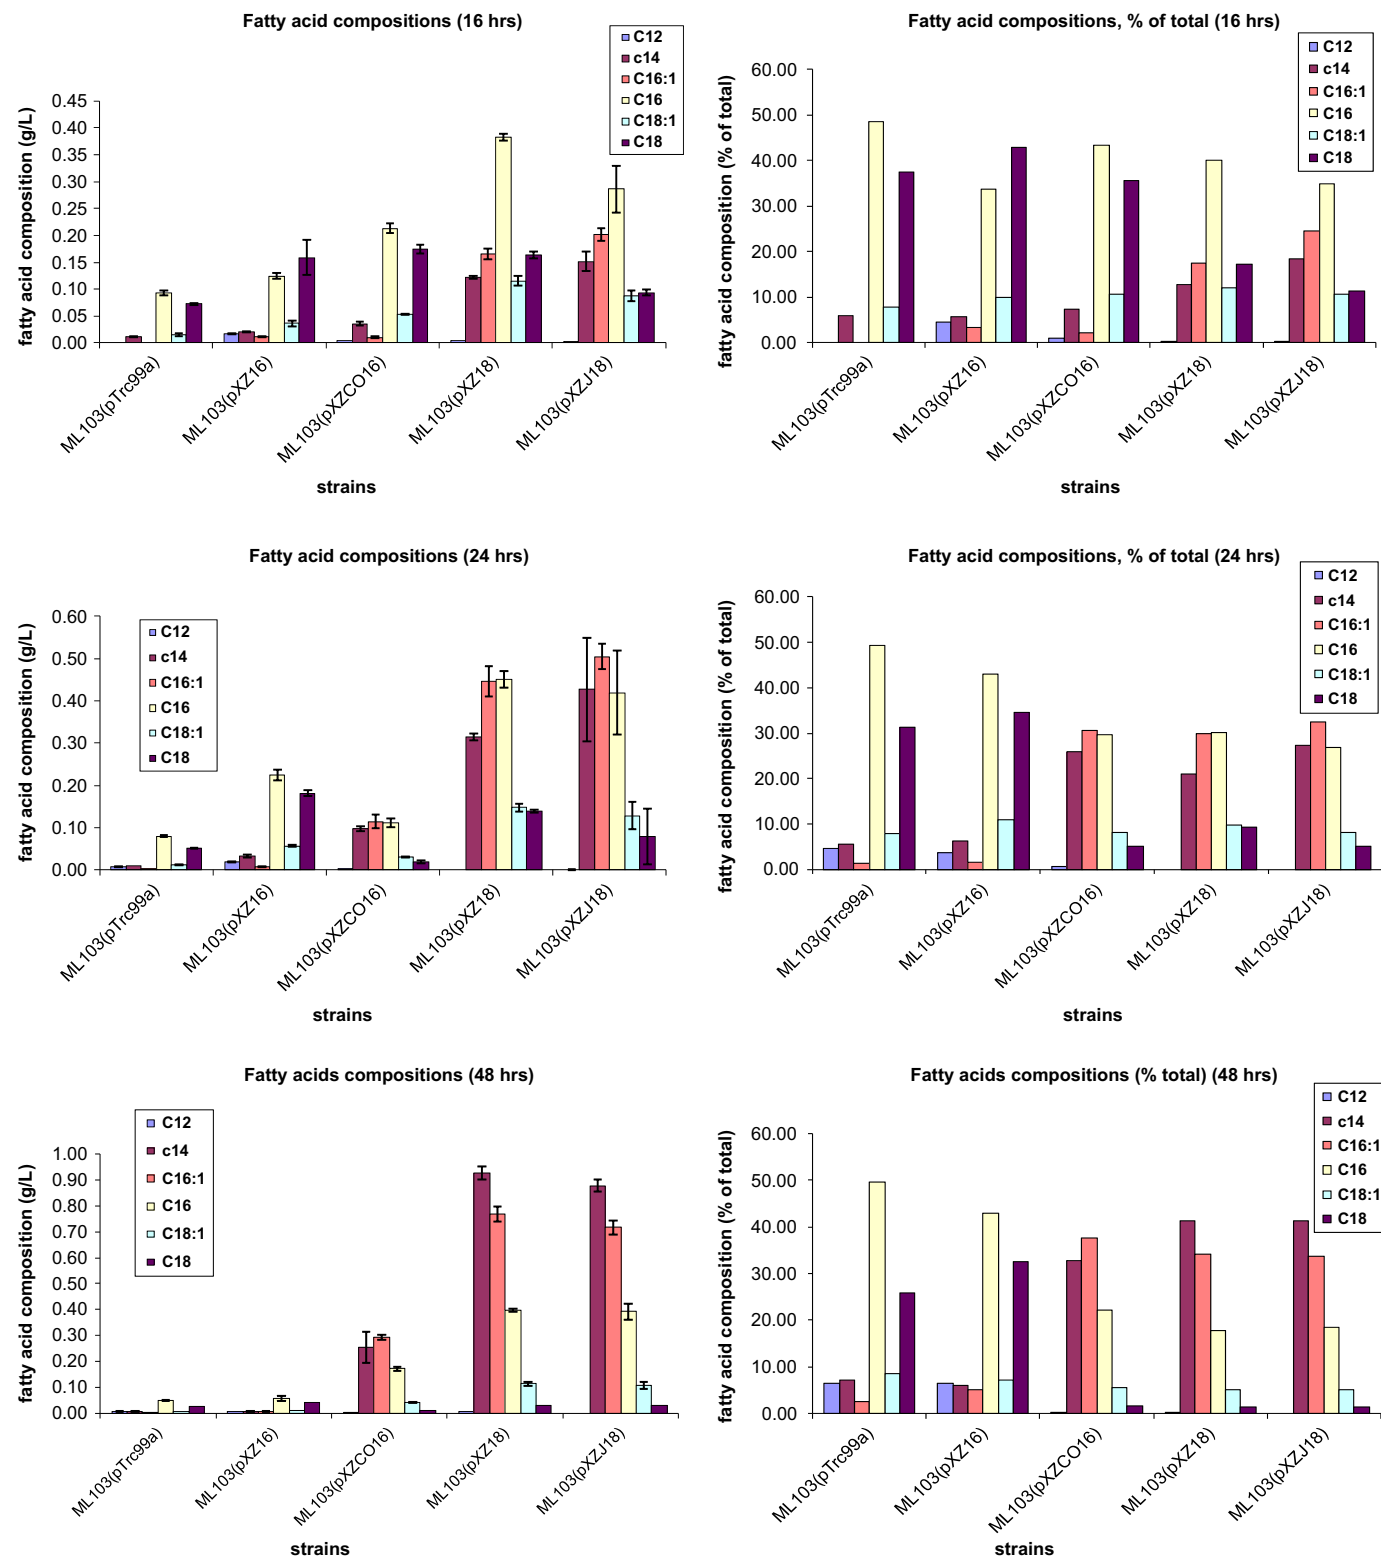 Fatty acid compositions (16 hrs)
fatty acid composition (g/L)
0.45
0.40
0.35
0.30
0.25
0.20
0.15
0.10
0.05
0.00
C12
c14
C16:1
C16
C18:1
C18
ML103(pTrc99a)
ML103(pXZ16)
ML103(pXZCO16)
ML103(pXZ18)
ML103(pXZJ18)
strains
Fatty acid compositions, % of total (16 hrs)
fatty acid composition (% of total)
60.00
50.00
40.00
30.00
20.00
10.00
0.00
C12
c14
C16:1
C16
C18:1
C18
ML103(pTrc99a)
ML103(pXZ16)
ML103(pXZCO16)
ML103(pXZ18)
ML103(pXZJ18)
strains
Fatty acid compositions (24 hrs)
fatty acid composition (g/L)
0.60
0.50
0.40
0.30
0.20
0.10
0.00
C12
c14
C16:1
C16
C18:1
C18
ML103(pTrc99a)
ML103(pXZ16)
ML103(pXZCO16)
ML103(pXZ18)
ML103(pXZJ18)
strains
Fatty acid compositions, % of total (24 hrs)
fatty acid composition (% of total)
60.00
50.00
40.00
30.00
20.00
10.00
0.00
C12
c14
C16:1
C16
C18:1
C18
ML103(pTrc99a)
ML103(pXZ16)
ML103(pXZCO16)
ML103(pXZ18)
ML103(pXZJ18)
strains
Fatty acids compositions (48 hrs)
fatty acid composition (g/L)
1.00
0.90
0.80
0.70
0.60
0.50
0.40
0.30
0.20
0.10
0.00
C12
c14
C16:1
C16
C18:1
C18
ML103(pTrc99a)
ML103(pXZ16)
ML103(pXZCO16)
ML103(pXZ18)
ML103(pXZJ18)
strains
Fatty acids compositions (% total) (48 hrs)
fatty acid composition (% of total)
60.00
50.00
40.00
30.00
20.00
10.00
0.00
C12
c14
C16:1
C16
C18:1
C18
ML103(pTrc99a)
ML103(pXZ16)
ML103(pXZCO16)
ML103(pXZ18)
ML103(pXZJ18)
strains